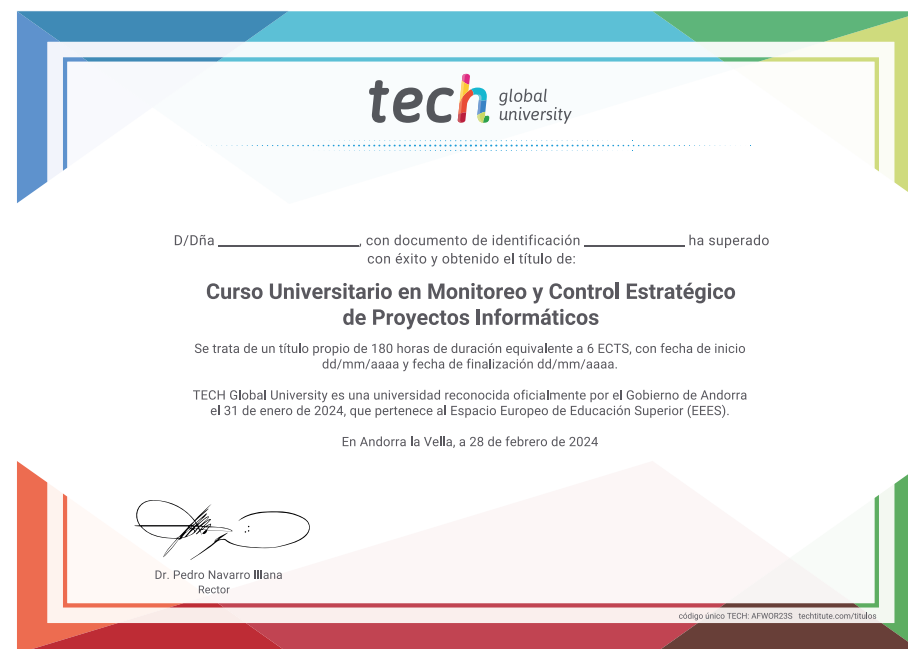 tech global university
D/Dña ____________________, con documento de identificación ______________ ha superado
con éxito y obtenido el título de:
Curso Universitario en Monitoreo y Control Estratégico
de Proyectos Informáticos
Se trata de un título propio de 180 horas de duración equivalente a 6 ECTS, con fecha de inicio
dd/mm/aaaa y fecha de finalización dd/mm/aaaa.
TECH Global University es una universidad reconocida oficialmente por el Gobierno de Andorra
el 31 de enero de 2024, que pertenece al Espacio Europeo de Educación Superior (EEES).
En Andorra la Vella, a 28 de febrero de 2024
Dr. Pedro Navarro Illana
Rector
código único TECH: AFWOR23S techtitute.com/titulos